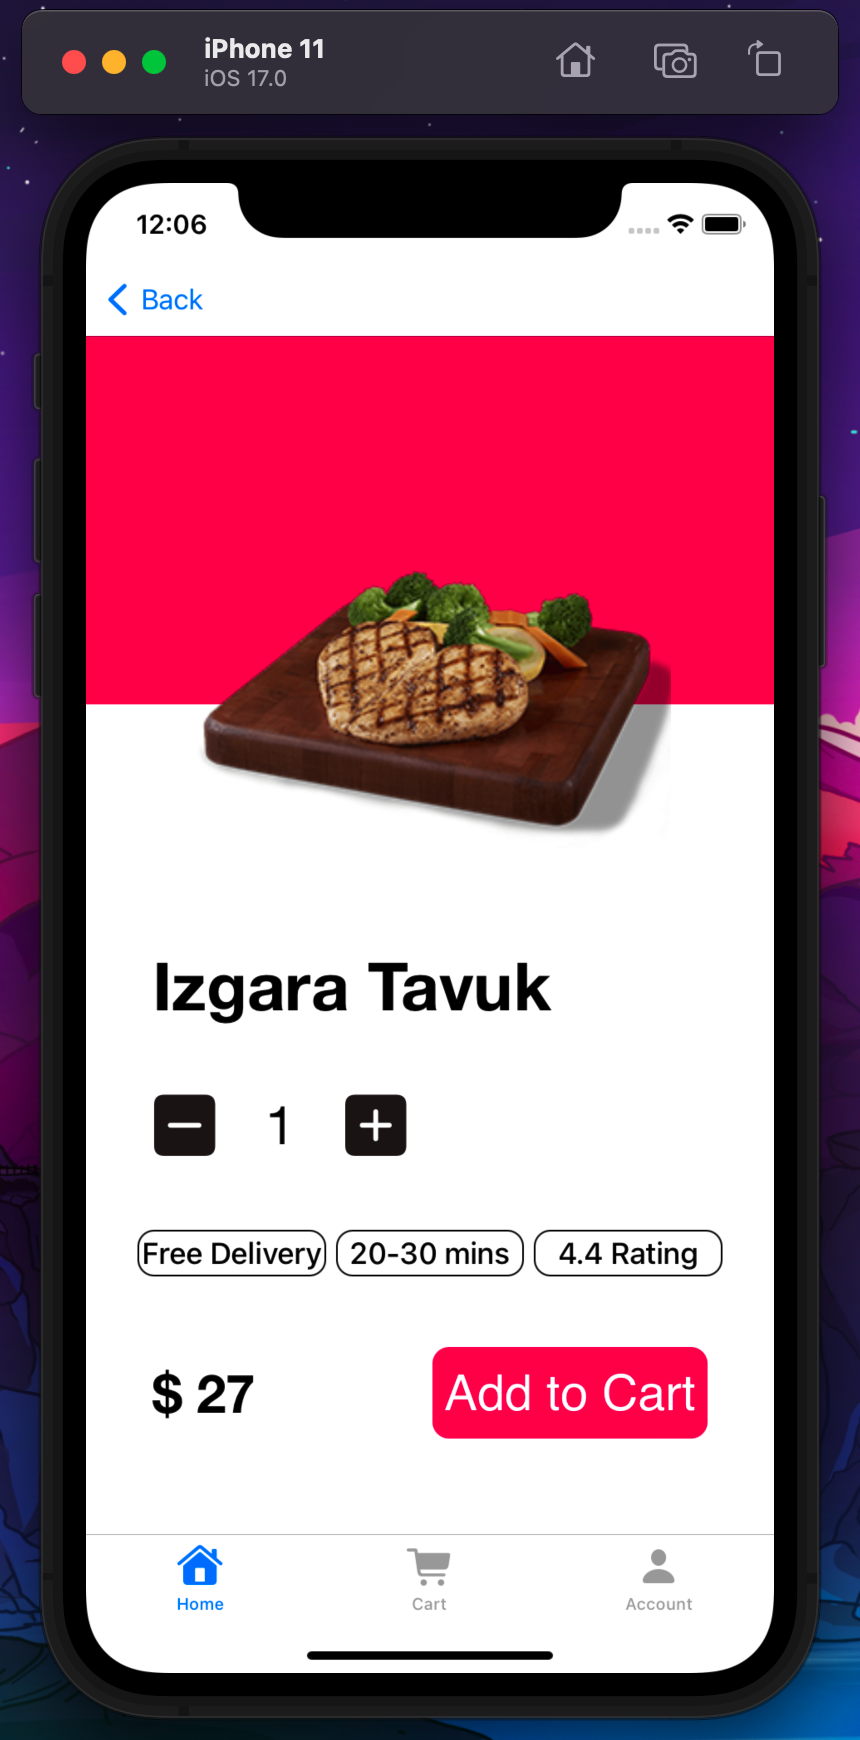 iPhone 11
iOS 17.0
12:06
Back
Izgara Tavuk
1
Free Delivery 20-30 mins 4.4 Rating
$ 27 Add to Cart
Home Cart Account